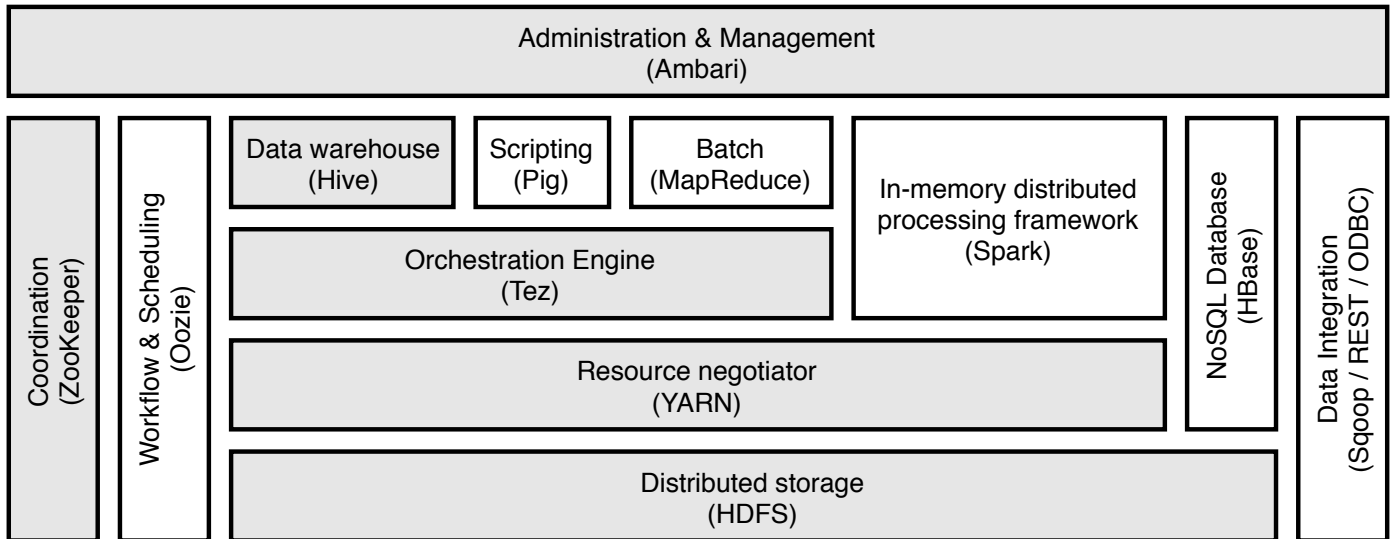 Administration & Management
(Ambari)
Coordination
(ZooKeeper)
Workflow & Scheduling
(Oozie)
Data warehouse
(Hive)
Scripting
(Pig)
Batch
(MapReduce)
In-memory distributed
processing framework
(Spark)
Orchestration Engine
(Tez)
Resource negotiator
(YARN)
Distributed storage
(HDFS)
NoSQL Database
(HBase)
Data Integration
(Sqoop / REST / ODBC)